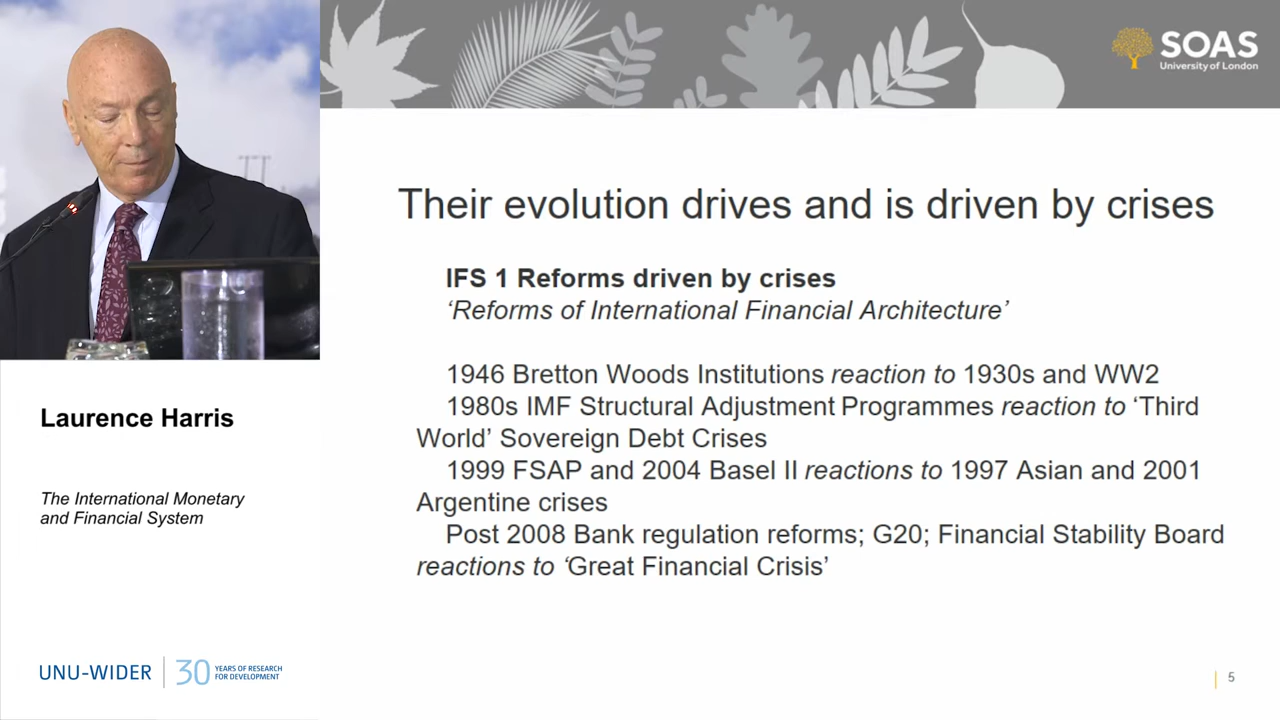 SOAS
University of London
Their evolution drives and is driven by crises
IFS 1 Reforms driven by crises
‘Reforms of International Financial Architecture’
1946 Bretton Woods Institutions reaction to 1930s and WW2
1980s IMF Structural Adjustment Programmes reaction to ‘Third
World’ Sovereign Debt Crises
1999 FSAP and 2004 Basel II reactions to 1997 Asian and 2001
Argentine crises
Post 2008 Bank regulation reforms; G20; Financial Stability Board
reactions to ‘Great Financial Crisis’
Laurence Harris
The International Monetary
and Financial System
UNU-WIDER
30 YEARS OF RESEARCH
FOR DEVELOPMENT
5